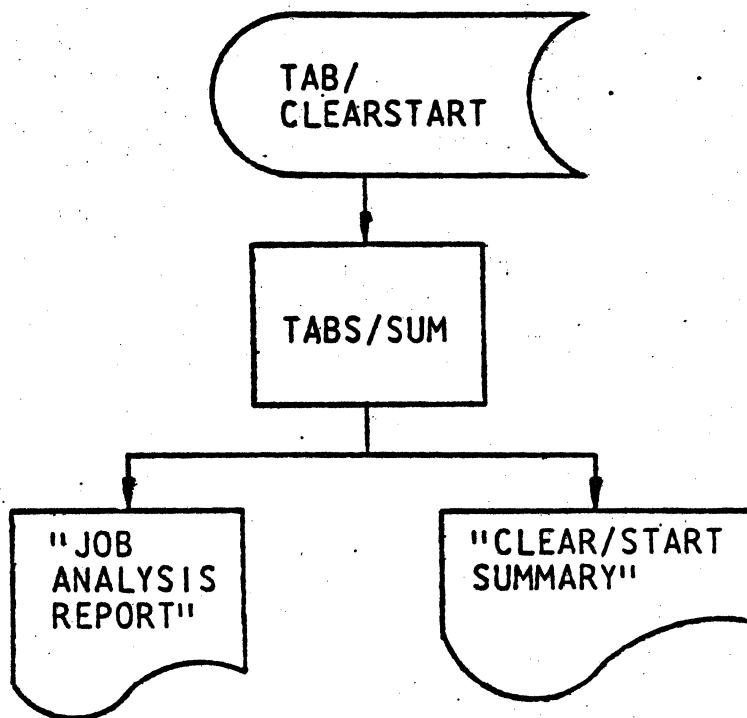 TAB/
CLEARSTART
TABS/SUM
"JOB
ANALYSIS
REPORT"
"CLEAR/START
SUMMARY"